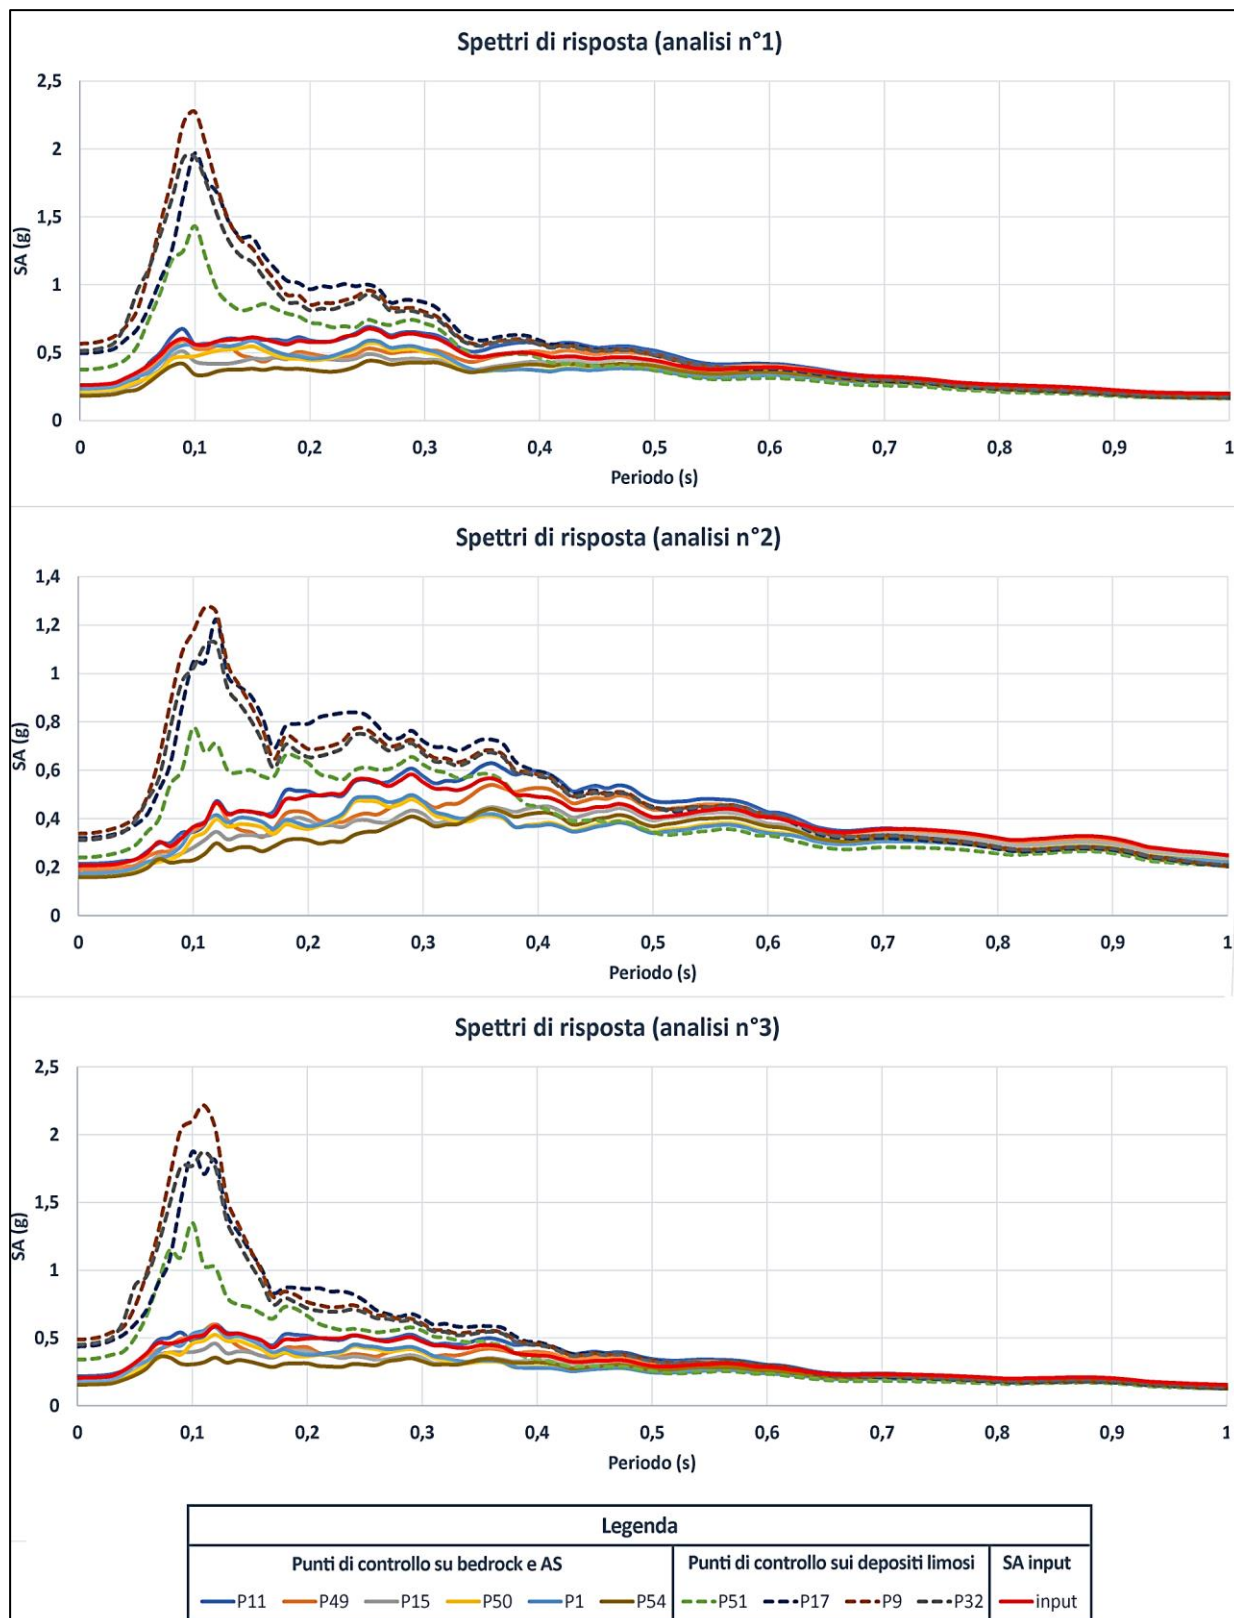 Spettri di risposta (analisi n°1)
2,5
2
1,5
1
0,5
0
SA (g)
0 0,1 0,2 0,3 0,4 0,5 0,6 0,7 0,8 0,9 1
Periodo (s)
Spettri di risposta (analisi n°2)
1,4
1,2
1
0,8
0,6
0,4
0,2
0
SA (g)
0 0,1 0,2 0,3 0,4 0,5 0,6 0,7 0,8 0,9 1
Periodo (s)
Spettri di risposta (analisi n°3)
2,5
2
1,5
1
0,5
0
SA (g)
0 0,1 0,2 0,3 0,4 0,5 0,6 0,7 0,8 0,9 1
Periodo (s)
Legenda
Punti di controllo su bedrock e AS Punti di controllo sui depositi limosi SA input
P11 P49 P15 P50 P1 P54 P51 P17 P9 P32 input